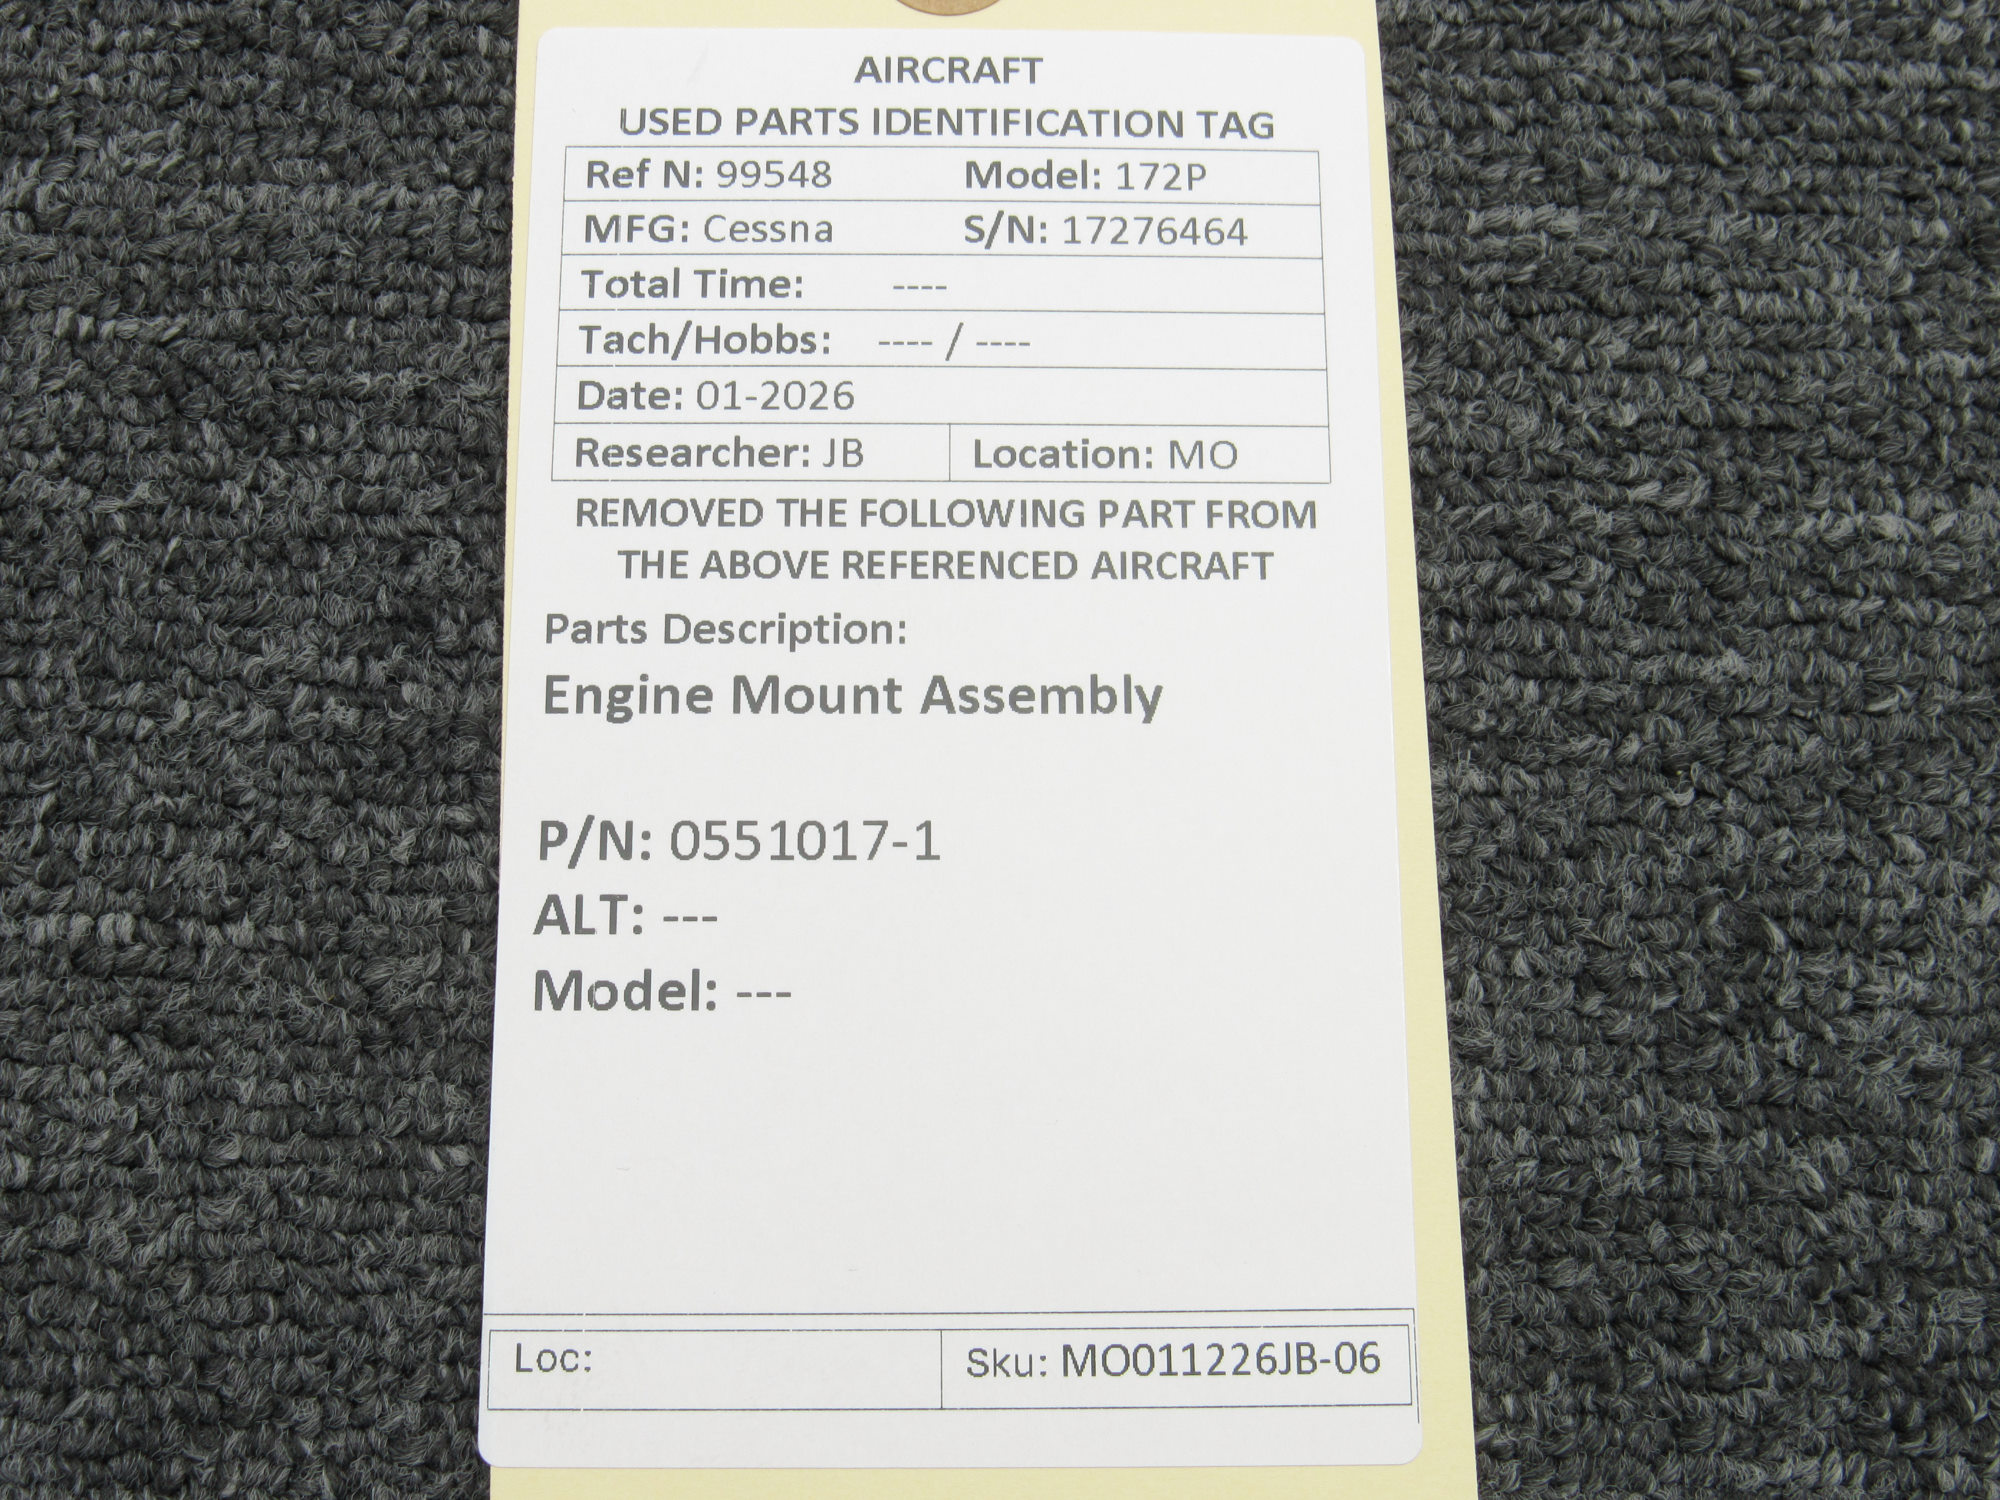 AIRCRAFT
USED PARTS IDENTIFICATION TAG
Ref N: 99548 Model: 172P
MFG: Cessna S/N: 17276464
Total Time: ----
Tach/Hobbs: ---- / ----
Date: 01-2026
Researcher: JB Location: MO
REMOVED THE FOLLOWING PART FROM
THE ABOVE REFERENCED AIRCRAFT
Parts Description:
Engine Mount Assembly
P/N: 0551017-1
ALT: ---
Model: ---
Loc: Sku: MO011226JB-06